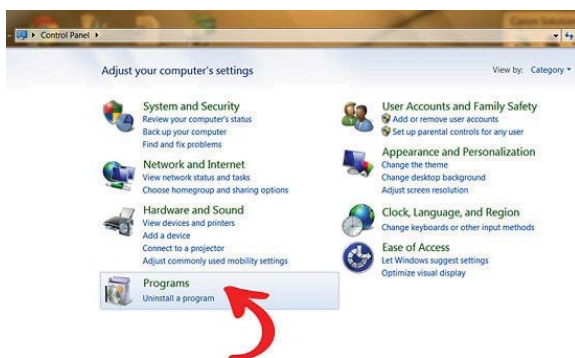 Control Panel
Adjust your computer's settings
View by: Category
System and Security
Review your computer's status
Back up your computer
Find and fix problems
Network and Internet
View network status and tasks
Choose homegroup and sharing options
Hardware and Sound
View devices and printers
Add a device
Connect to a projector
Adjust commonly used mobility settings
Programs
Uninstall a program
User Accounts and Family Safety
Add or remove user accounts
Set up parental controls for any user
Appearance and Personalization
Change the theme
Change desktop background
Adjust screen resolution
Clock, Language, and Region
Change keyboards or other input methods
Ease of Access
Let Windows suggest settings
Optimize visual display